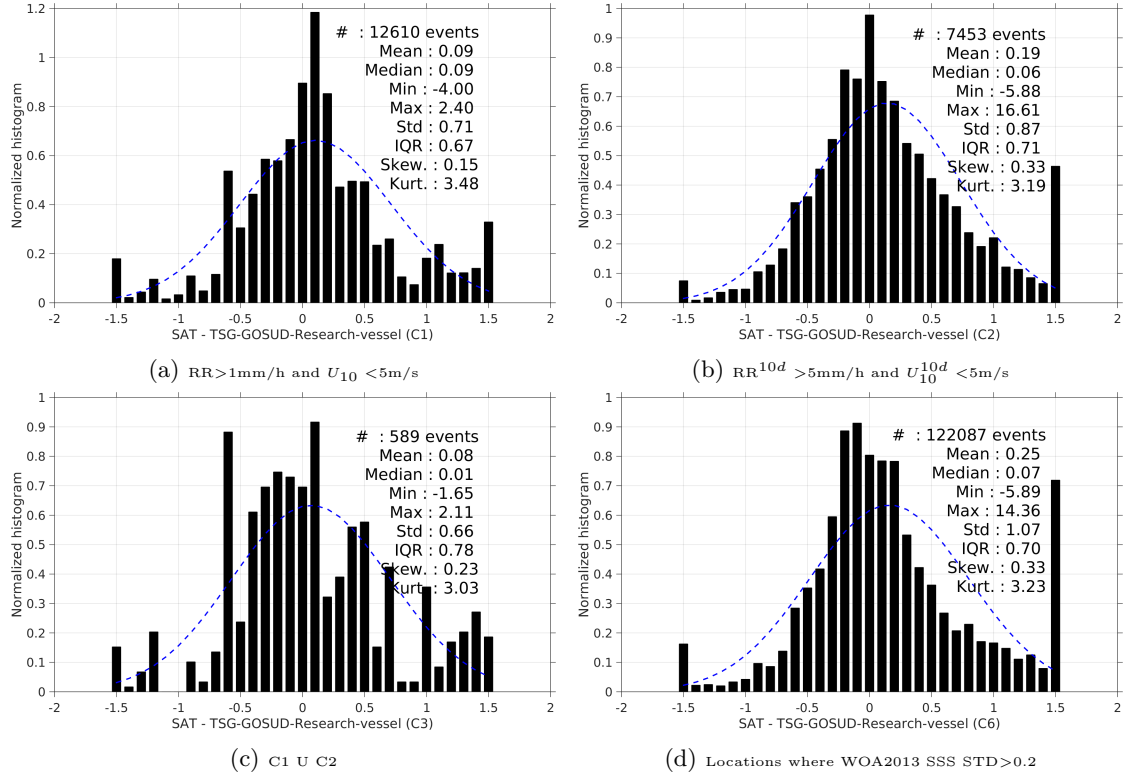 1.2
1
0.8
0.6
0.4
0.2
0
Normalized histogram
# : 12610 events
Mean : 0.09
Median : 0.09
Min : -4.00
Max : 2.40
Std : 0.71
IQR : 0.67
Skew. : 0.15
Kurt. : 3.48
-2 -1.5 -1 -0.5 0 0.5 1 1.5 2
SAT - TSG-GOSUD-Research-vessel (C1)
(a) RR>1mm/h and U10 <5m/s
1
0.9
0.8
0.7
0.6
0.5
0.4
0.3
0.2
0.1
0
Normalized histogram
# : 7453 events
Mean : 0.19
Median : 0.06
Min : -5.88
Max : 16.61
Std : 0.87
IQR : 0.71
Skew. : 0.33
Kurt. : 3.19
-2 -1.5 -1 -0.5 0 0.5 1 1.5 2
SAT - TSG-GOSUD-Research-vessel (C2)
(b) RR^10d >5mm/h and U10^10d <5m/s
1
0.9
0.8
0.7
0.6
0.5
0.4
0.3
0.2
0.1
0
Normalized histogram
# : 589 events
Mean : 0.08
Median : 0.01
Min : -1.65
Max : 2.11
Std : 0.66
IQR : 0.78
Skew. : 0.23
Kurt. : 3.03
-2 -1.5 -1 -0.5 0 0.5 1 1.5 2
SAT - TSG-GOSUD-Research-vessel (C3)
(c) C1 U C2
1
0.9
0.8
0.7
0.6
0.5
0.4
0.3
0.2
0.1
0
Normalized histogram
# : 122087 events
Mean : 0.25
Median : 0.07
Min : -5.89
Max : 14.36
Std : 1.07
IQR : 0.70
Skew. : 0.33
Kurt. : 3.23
-2 -1.5 -1 -0.5 0 0.5 1 1.5 2
SAT - TSG-GOSUD-Research-vessel (C6)
(d) Locations where WOA2013 SSS STD>0.2